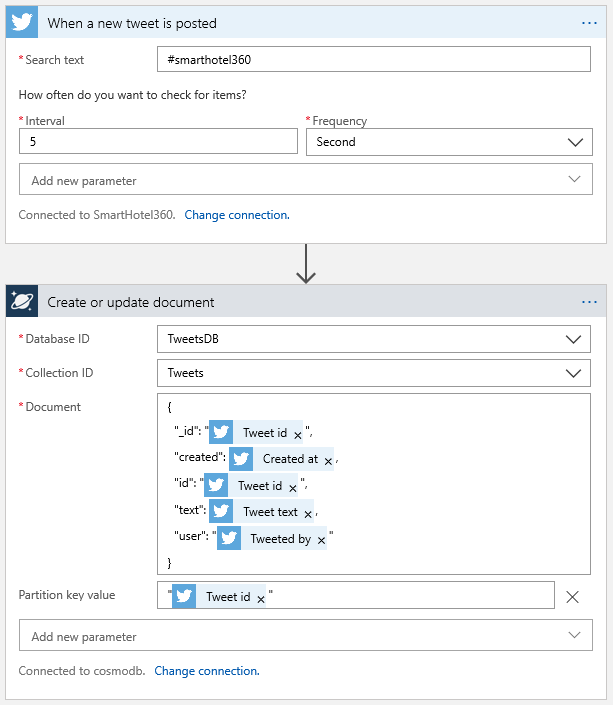 When a new tweet is posted ...
* Search text #smarthotel360
How often do you want to check for items?
* Interval * Frequency
5 Second
Add new parameter
Connected to SmartHotel360. Change connection.
Create or update document ...
* Database ID TweetsDB
* Collection ID Tweets
* Document {
"_id": " Tweet id × ",
"created": Created at × ,
"id": " Tweet id × ",
"text": Tweet text × ,
"user": " Tweeted by × "
}
Partition key value " Tweet id × "
Add new parameter
Connected to cosmodb. Change connection.